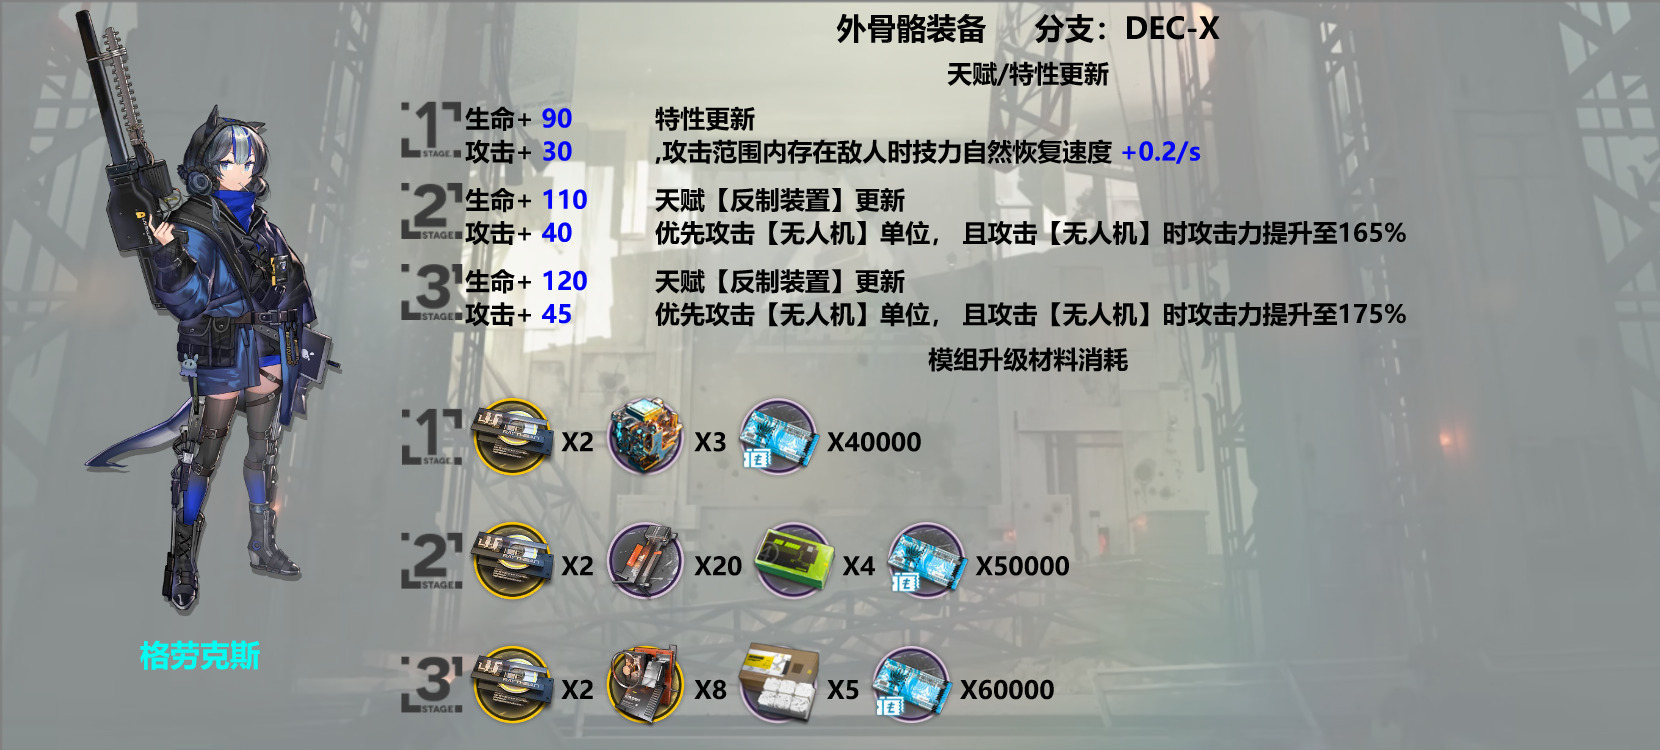 外骨骼装备 分支：DEC-X
天赋/特性更新
1 STAGE. 生命+ 90 特性更新
攻击+ 30 ,攻击范围内存在敌人时技力自然恢复速度 +0.2/s
2 STAGE. 生命+ 110 天赋【反制装置】更新
攻击+ 40 优先攻击【无人机】单位， 且攻击【无人机】时攻击力提升至165%
3 STAGE. 生命+ 120 天赋【反制装置】更新
攻击+ 45 优先攻击【无人机】单位， 且攻击【无人机】时攻击力提升至175%
模组升级材料消耗
1 STAGE. X2 X3 X40000
2 STAGE. X2 X20 X4 X50000
格劳克斯
3 STAGE. X2 X8 X5 X60000